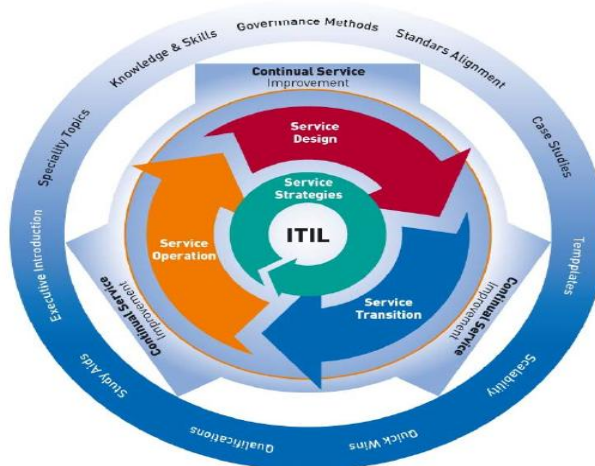 Governance Methods
Standars Alignment
Case Studies
Templates
Scalability
Quick Wins
Qualifications
Study Aids
Executive Introduction
Speciality Topics
Knowledge & Skills
Continual Service
Improvement
Continual Service
Improvement
Continual Service
Improvement
Service
Design
Service
Transition
Service
Operation
Service
Strategies
ITIL